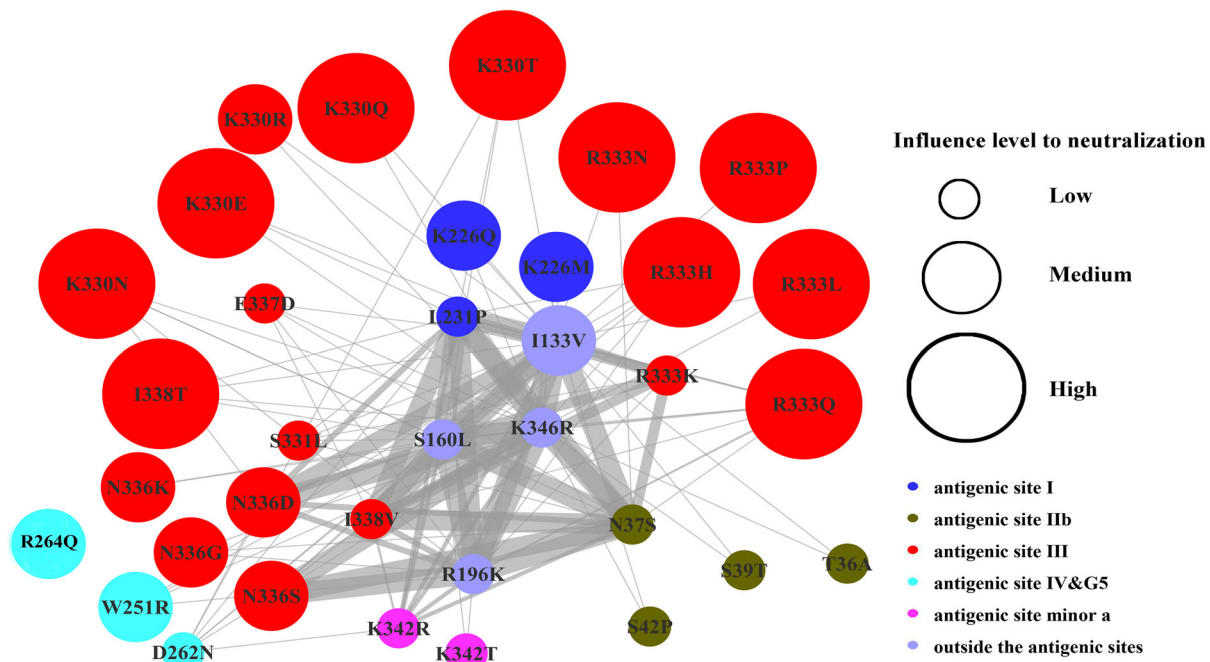 K330T
K330Q
K330R
R333N
R333P
K330E
K226Q
K226M
R333H
R333L
K330N
E337D
L231P
I133V
R333K
I338T
R333Q
S331L
S160L
K346R
N336K
N336D
I338V
N37S
R264Q
N336G
R196K
S39T
T36A
W251R
N336S
K342R
S42P
D262N
K342T
Influence level to neutralization
Low
Medium
High
antigenic site I
antigenic site IIb
antigenic site III
antigenic site IV&G5
antigenic site minor a
outside the antigenic sites